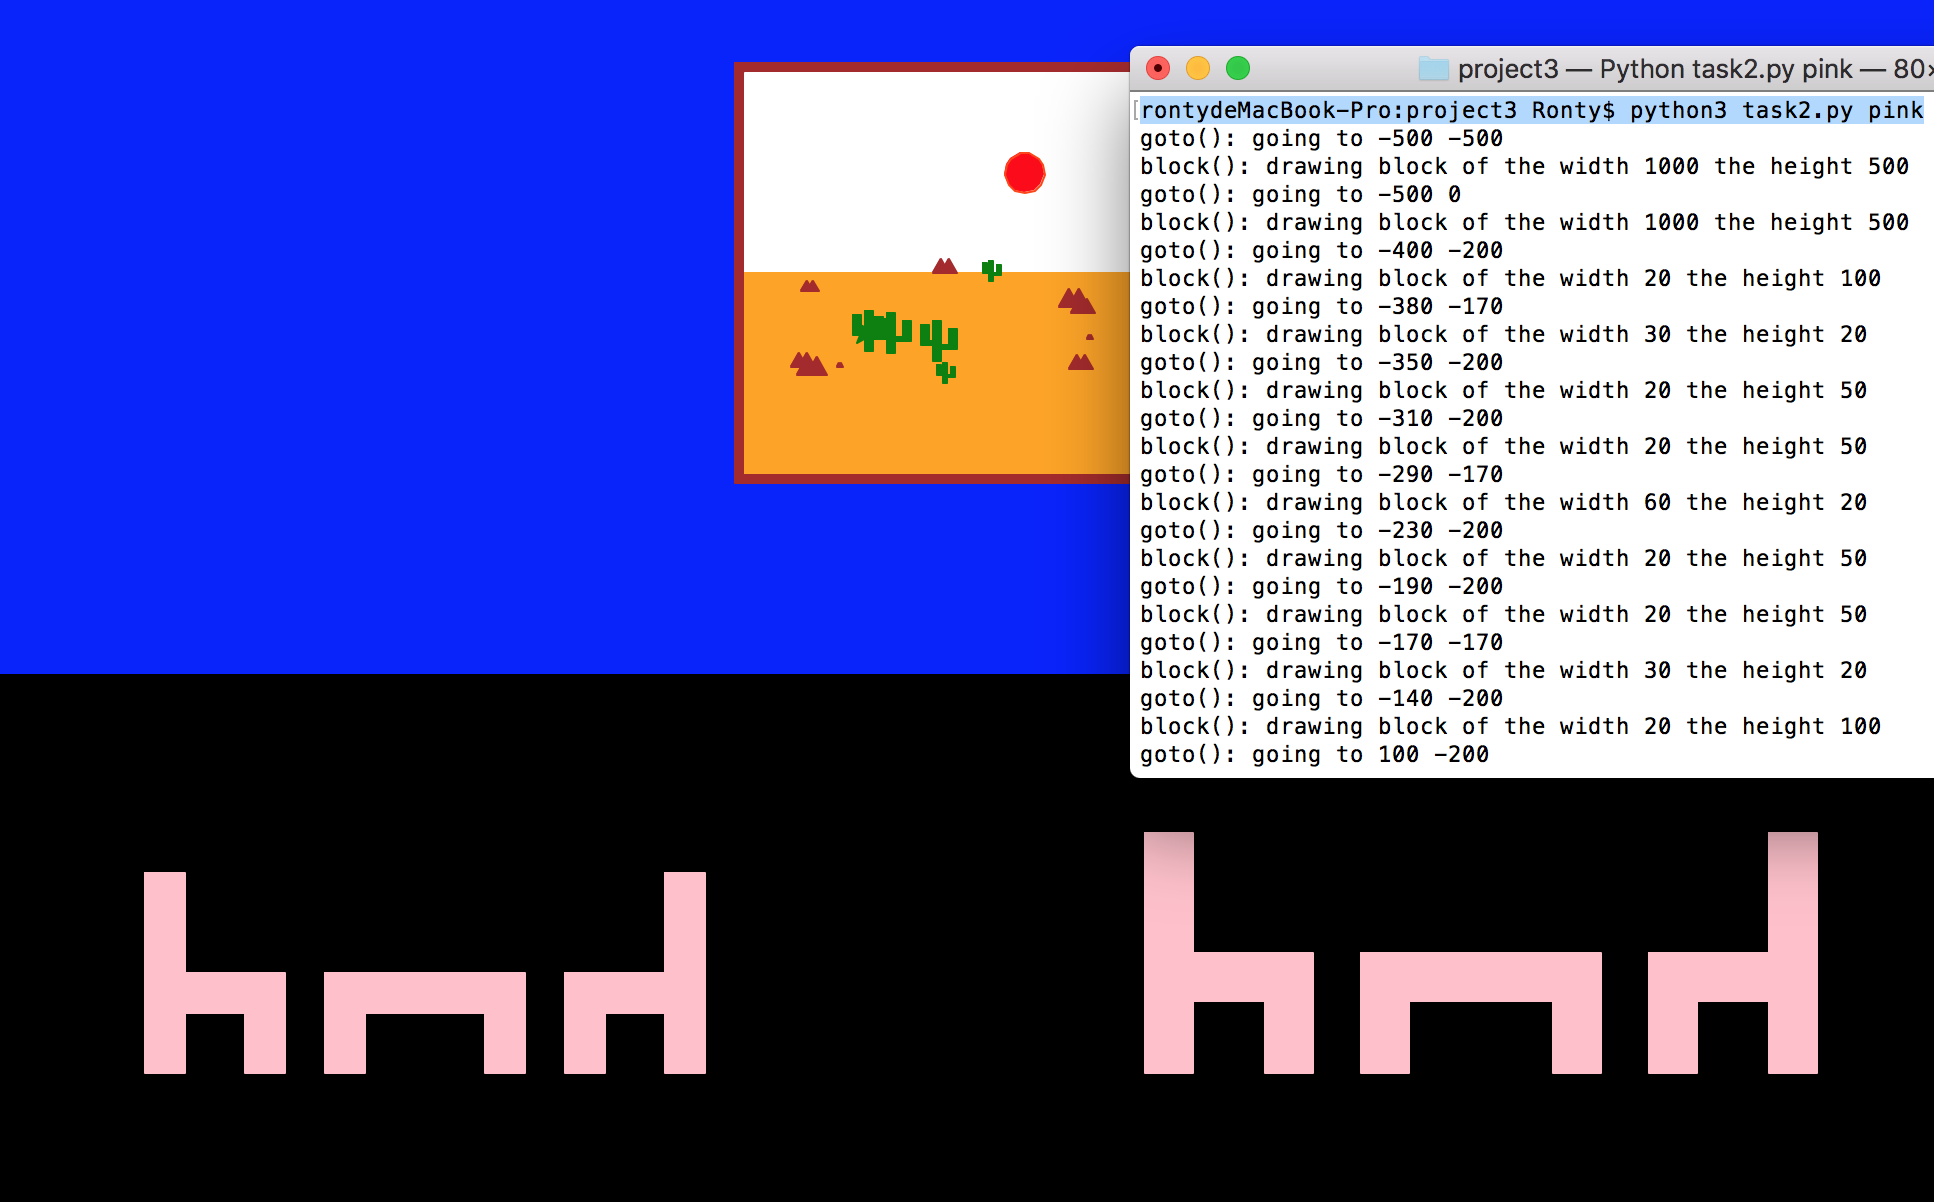 project3 — Python task2.py pink — 80×
rontydeMacBook-Pro:project3 Ronty$ python3 task2.py pink
goto(): going to -500 -500
block(): drawing block of the width 1000 the height 500
goto(): going to -500 0
block(): drawing block of the width 1000 the height 500
goto(): going to -400 -200
block(): drawing block of the width 20 the height 100
goto(): going to -380 -170
block(): drawing block of the width 30 the height 20
goto(): going to -350 -200
block(): drawing block of the width 20 the height 50
goto(): going to -310 -200
block(): drawing block of the width 20 the height 50
goto(): going to -290 -170
block(): drawing block of the width 60 the height 20
goto(): going to -230 -200
block(): drawing block of the width 20 the height 50
goto(): going to -190 -200
block(): drawing block of the width 20 the height 50
goto(): going to -170 -170
block(): drawing block of the width 30 the height 20
goto(): going to -140 -200
block(): drawing block of the width 20 the height 100
goto(): going to 100 -200